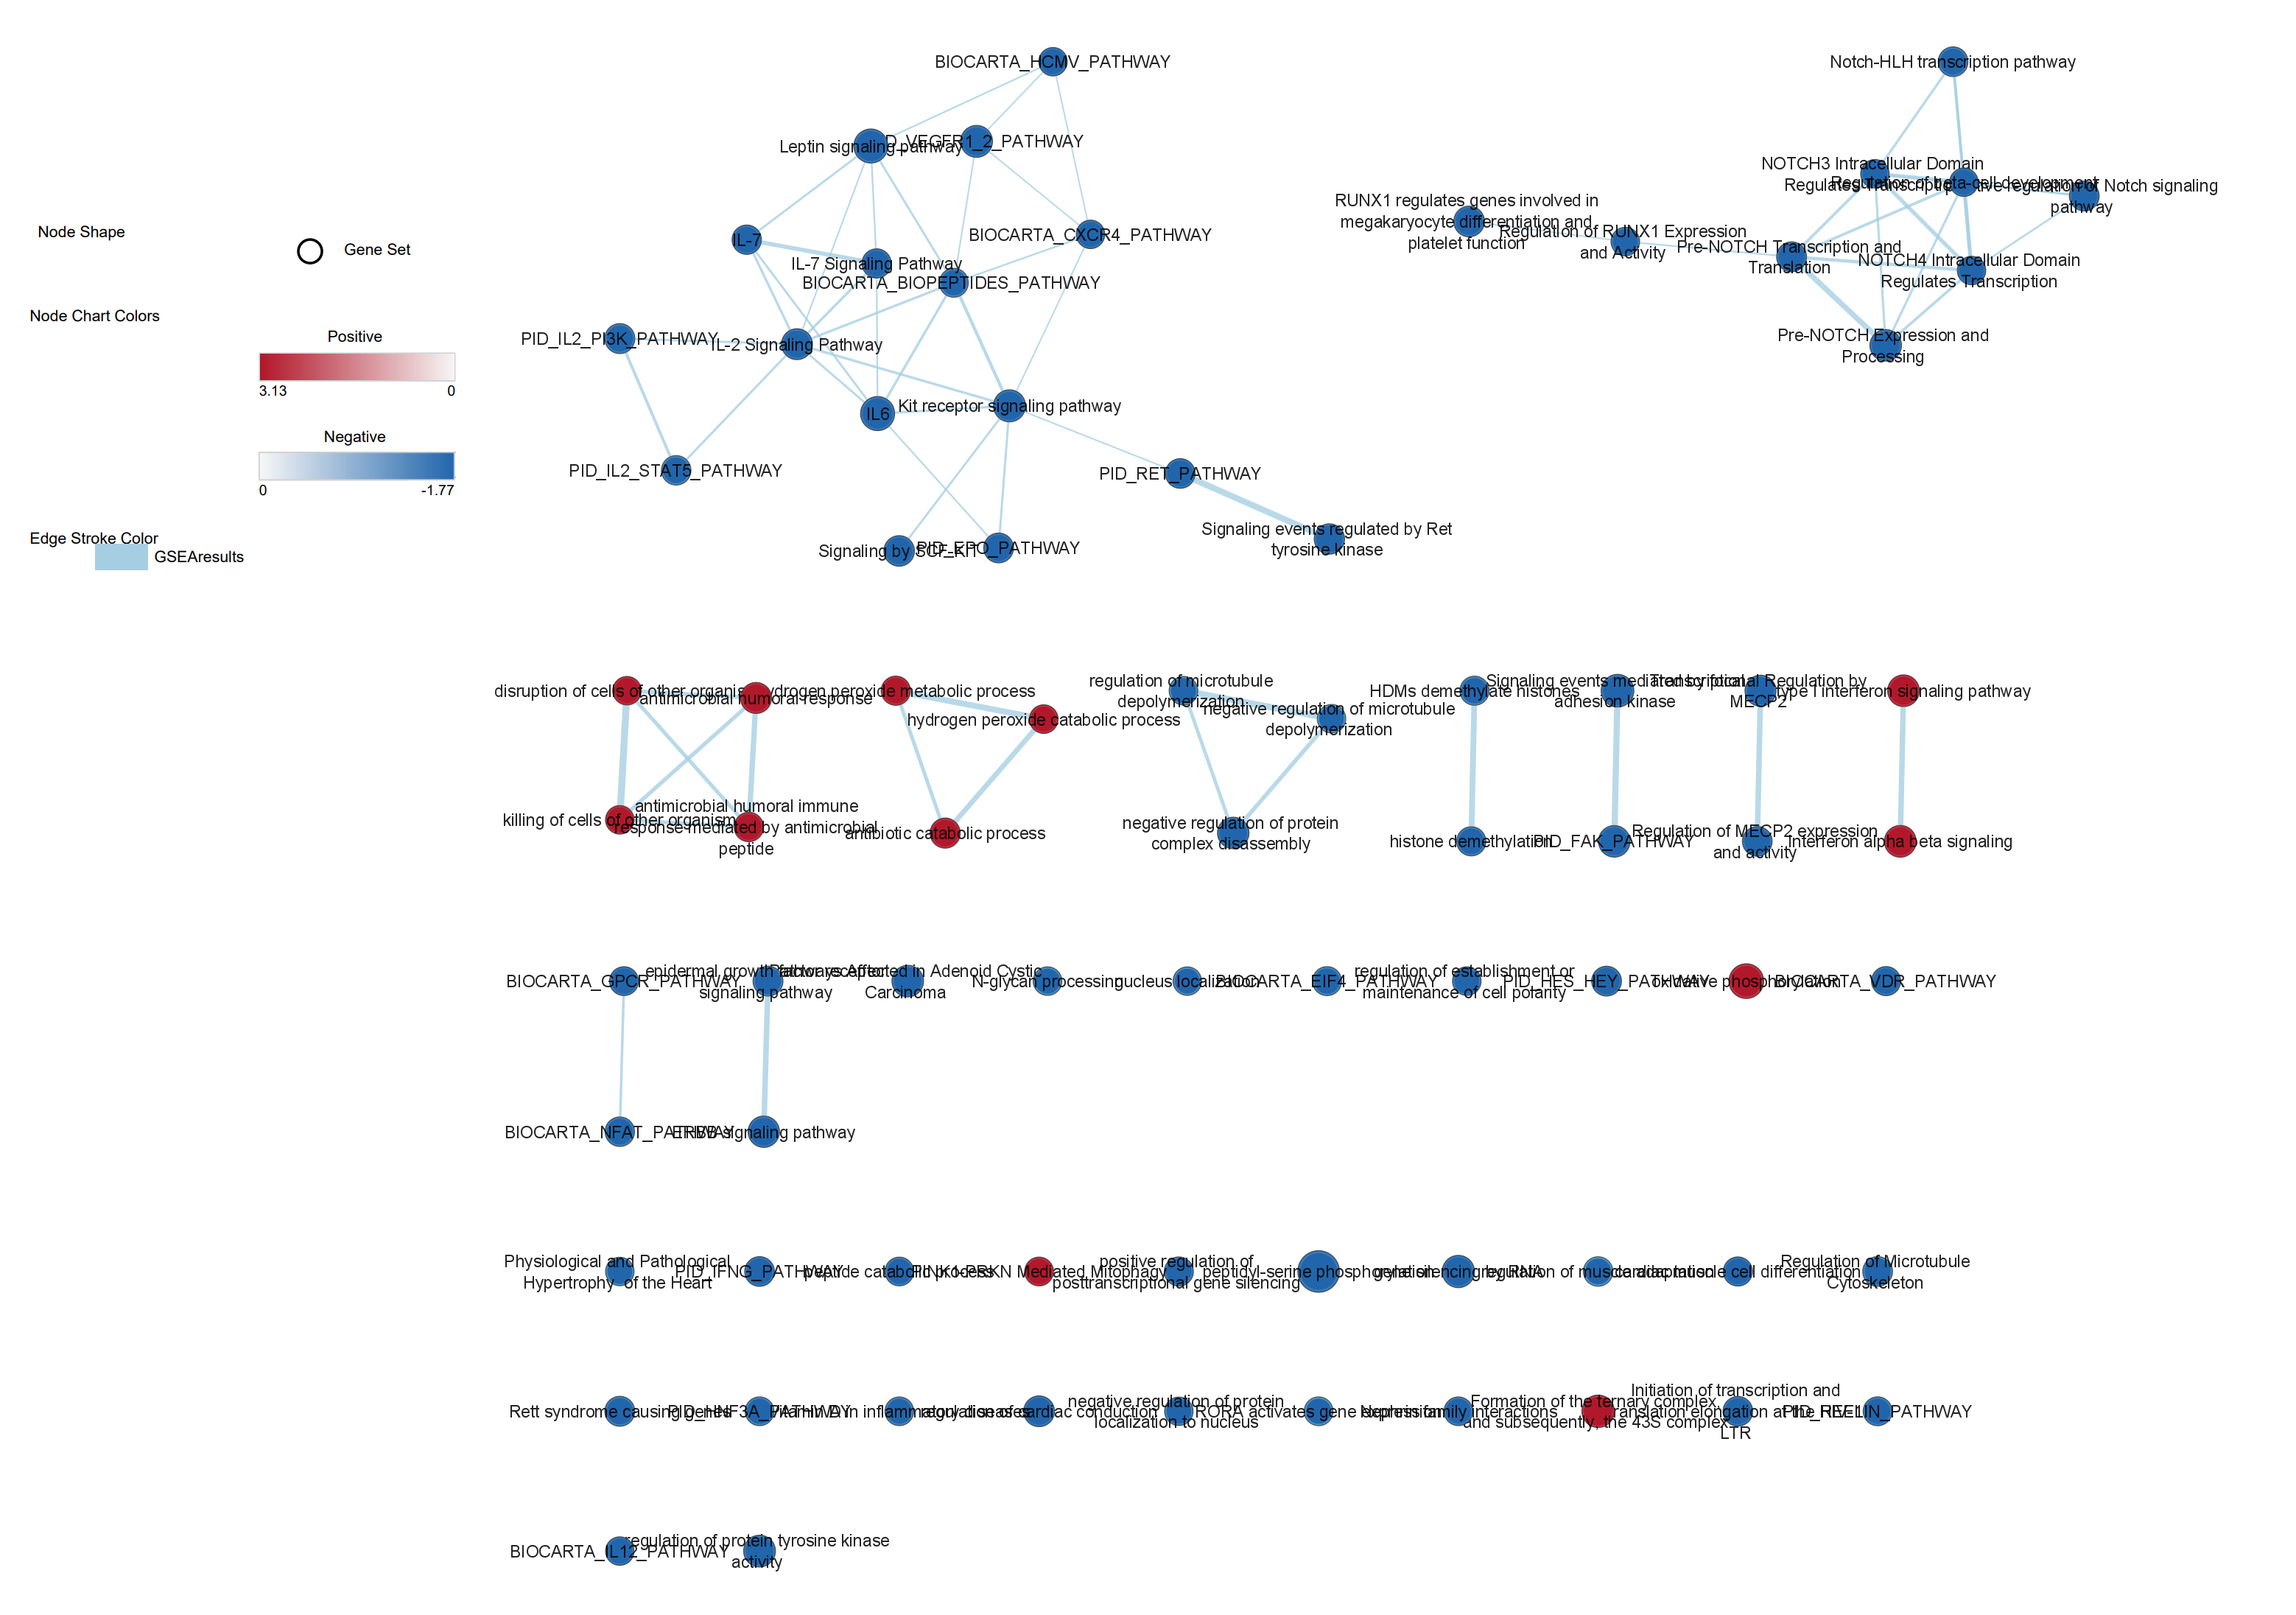 BIOCARTA_HCMV_PATHWAY
Notch-HLH transcription pathway
Leptin signaling pathway
D_VEGFR1_2_PATHWAY
NOTCH3 Intracellular Domain
Regulates Transcription
Regulation of beta-cell development
regulation of Notch signaling
pathway
RUNX1 regulates genes involved in
megakaryocyte differentiation and
platelet function
Node Shape
Gene Set
IL-7
BIOCARTA_CXCR4_PATHWAY
Regulation of RUNX1 Expression
and Activity
Pre-NOTCH Transcription and
Translation
IL-7 Signaling Pathway
NOTCH4 Intracellular Domain
Regulates Transcription
BIOCARTA_BIOPEPTIDES_PATHWAY
Node Chart Colors
Positive
3.13
0
PID_IL2_PI3K_PATHWAY
IL-2 Signaling Pathway
Pre-NOTCH Expression and
Processing
IL6
Kit receptor signaling pathway
Negative
0
-1.77
PID_IL2_STAT5_PATHWAY
PID_RET_PATHWAY
Signaling events regulated by Ret
tyrosine kinase
Edge Stroke Color
GSEAresults
Signaling by SCF-KIT
PID_EPO_PATHWAY
disruption of cells of other organis
antimicrobial humoral response
ydrogen peroxide metabolic process
hydrogen peroxide catabolic process
regulation of microtubule
depolymerization
negative regulation of microtubule
depolymerization
HDMs demethylate histones
Signaling events mediated by focal
adhesion kinase
Transcriptional Regulation by
MECP2
type I interferon signaling pathway
killing of cells of other organism
antimicrobial humoral immune
response mediated by antimicrobial
peptide
antibiotic catabolic process
negative regulation of protein
complex disassembly
histone demethylation
PID_FAK_PATHWAY
Regulation of MECP2 expression
and activity
Interferon alpha beta signaling
BIOCARTA_GPCR_PATHWAY
epidermal growth factor receptor
signaling pathway
Pathways Affected in Adenoid Cystic
Carcinoma
N-glycan processing
nucleus localization
BIOCARTA_EIF4_PATHWAY
regulation of establishment or
maintenance of cell polarity
PID_HES_HEY_PATHWAY
oxidative phosphorylation
BIOCARTA_VDR_PATHWAY
BIOCARTA_NFAT_PATHWAY
ERBB signaling pathway
Physiological and Pathological
Hypertrophy of the Heart
PID_IFNG_PATHWAY
peptide catabolic process
PINK1-PRKN Mediated Mitophagy
positive regulation of
posttranscriptional gene silencing
peptidyl-serine phosphorylation
gene silencing by RNA
regulation of muscle adaptation
cardiac muscle cell differentiation
Regulation of Microtubule
Cytoskeleton
Rett syndrome causing genes
PID_HNF3A_PATHWAY
Vitamin D in inflammatory diseases
regulation of cardiac conduction
negative regulation of protein
localization to nucleus
RORA activates gene expression
Nephrin family interactions
Formation of the ternary complex,
and subsequently, the 43S complex
Initiation of transcription and
translation elongation at the HIV-1
LTR
PID_REELIN_PATHWAY
BIOCARTA_IL12_PATHWAY
regulation of protein tyrosine kinase
activity